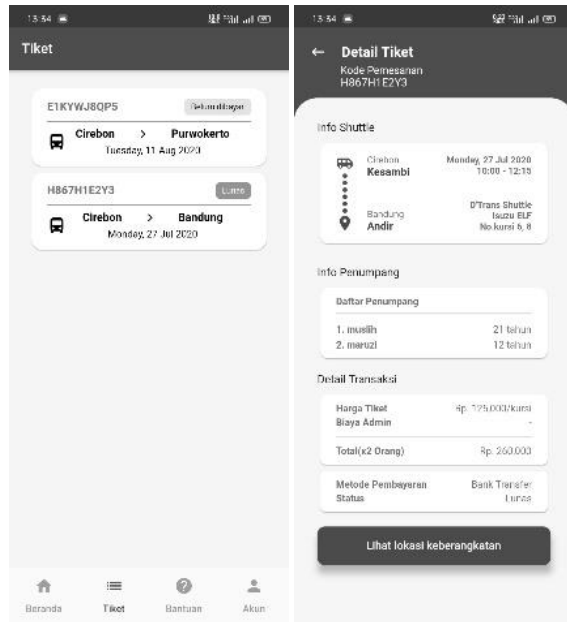 13:34
Tiket
E1KYWJ8QP5
Belum dibayar
Cirebon > Purwokerto
Tuesday, 11 Aug 2020
H867H1E2Y3
Lunas
Cirebon > Bandung
Monday, 27 Jul 2020
Beranda
Tiket
Bantuan
Akun
13:34
← Detail Tiket
Kode Pemesanan
H867H1E2Y3
Info Shuttle
Cirebon
Kesambi
Monday, 27 Jul 2020
10:00 - 12:15
Bandung
Andir
D'Trans Shuttle
Isuzu ELF
No.kursi 6, 8
Info Penumpang
Daftar Penumpang
1. muslih 21 tahun
2. maruzi 12 tahun
Detail Transaksi
Harga Tiket Rp. 125.000/kursi
Biaya Admin -
Total(x2 Orang) Rp. 260.000
Metode Pembayaran Bank Transfer
Status Lunas
Lihat lokasi keberangkatan